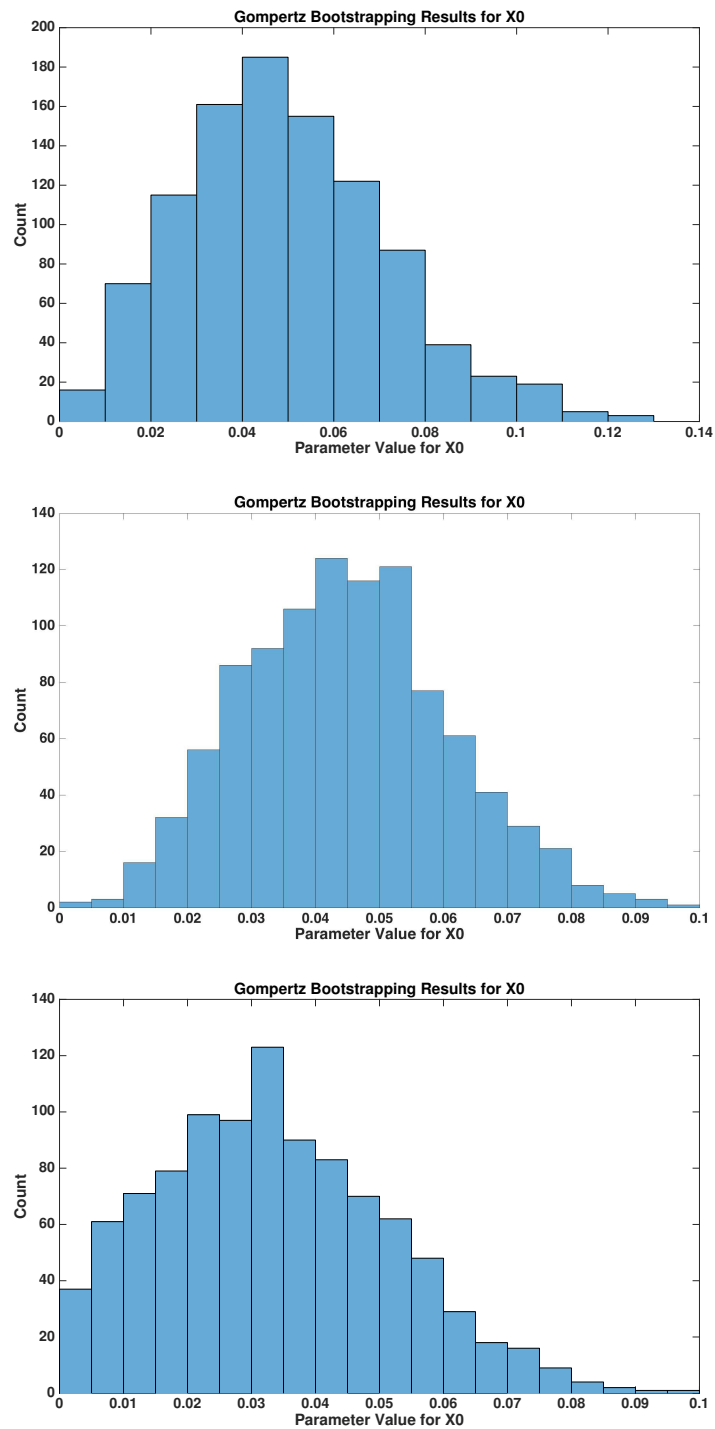 Gompertz Bootstrapping Results for X0
200
180
160
140
120
100
80
60
40
20
0
Count
0 0.02 0.04 0.06 0.08 0.1 0.12 0.14
Parameter Value for X0
Gompertz Bootstrapping Results for X0
140
120
100
80
60
40
20
0
Count
0 0.01 0.02 0.03 0.04 0.05 0.06 0.07 0.08 0.09 0.1
Parameter Value for X0
Gompertz Bootstrapping Results for X0
140
120
100
80
60
40
20
0
Count
0 0.01 0.02 0.03 0.04 0.05 0.06 0.07 0.08 0.09 0.1
Parameter Value for X0